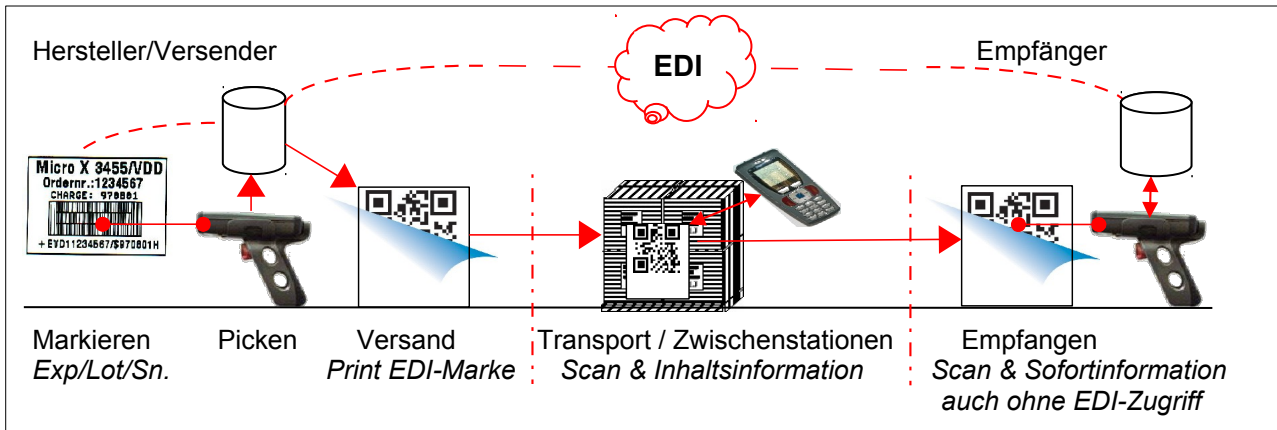 Hersteller/Versender
EDI
Empfänger
Micro X 3455/VDD
Ordernr.:1234567
CHARGE: 970801
+EVD11234567/$970801H
Markieren
Exp/Lot/Sn.
Picken
Versand
Print EDI-Marke
Transport / Zwischenstationen
Scan & Inhaltsinformation
Empfangen
Scan & Sofortinformation
auch ohne EDI-Zugriff